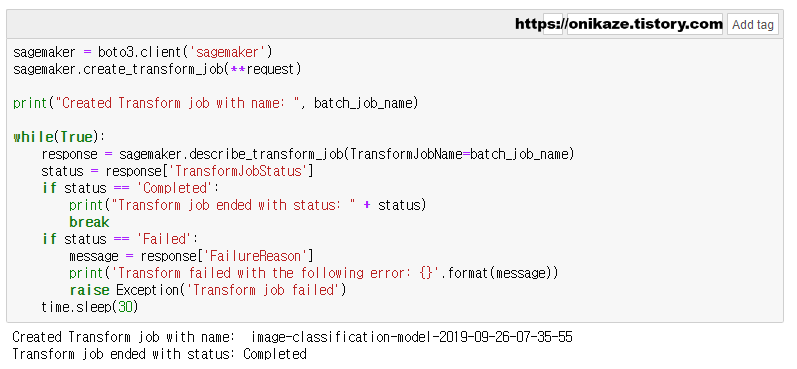 https://onikaze.tistory.com Add tag
sagemaker = boto3.client('sagemaker')
sagemaker.create_transform_job(**request)
print("Created Transform job with name: ", batch_job_name)
while(True):
    response = sagemaker.describe_transform_job(TransformJobName=batch_job_name)
    status = response['TransformJobStatus']
    if status == 'Completed':
        print("Transform job ended with status: " + status)
        break
    if status == 'Failed':
        message = response['FailureReason']
        print('Transform failed with the following error: {}'.format(message))
        raise Exception('Transform job failed')
    time.sleep(30)
Created Transform job with name:  image-classification-model-2019-09-26-07-35-55
Transform job ended with status: Completed